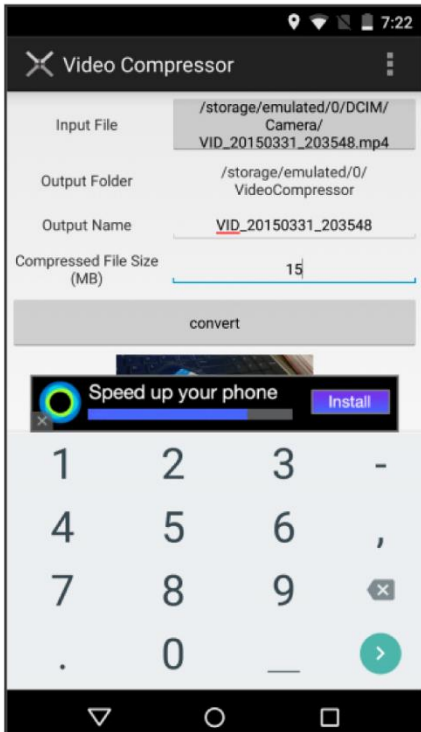 7:22
Video Compressor
Input File
/storage/emulated/0/DCIM/
Camera/
VID_20150331_203548.mp4
Output Folder
/storage/emulated/0/
VideoCompressor
Output Name
VID_20150331_203548
Compressed File Size
(MB)
15
convert
Speed up your phone
Install
1 2 3 -
4 5 6 ,
7 8 9
. 0 _